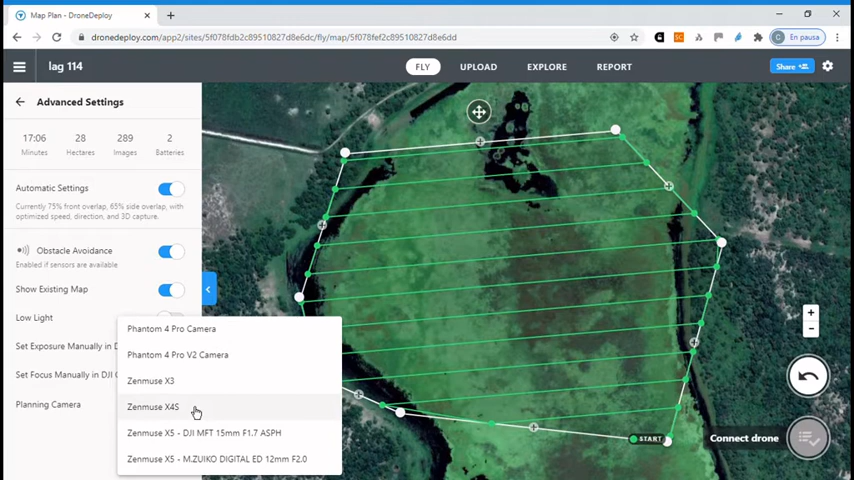 Map Plan - DroneDeploy
dronedeploy.com/app2/sites/5f078fdb2c89510827d8c36d/fly/map/5f078fef2c89510827d8c36d/6dd
SC
C
En pausa
lag 114
FLY
UPLOAD
EXPLORE
REPORT
Share
Advanced Settings
17:06
28
289
2
Minutes
Hectares
Images
Batteries
Automatic Settings
Currently 75% front overlap, 65% side overlap, with
optimized speed, direction, and 3D capture.
Obstacle Avoidance
Enabled if sensors are available
Show Existing Map
Low Light
Set Exposure Manually in D
Set Focus Manually in DJI
Planning Camera
Phantom 4 Pro Camera
Phantom 4 Pro V2 Camera
Zenmuse X3
Zenmuse X4S
Zenmuse X5 - DJI MFT 15mm F1,7 ASPH
Zenmuse X5 - M.ZUIKO DIGITAL ED 12mm F2.0
START
Connect drone